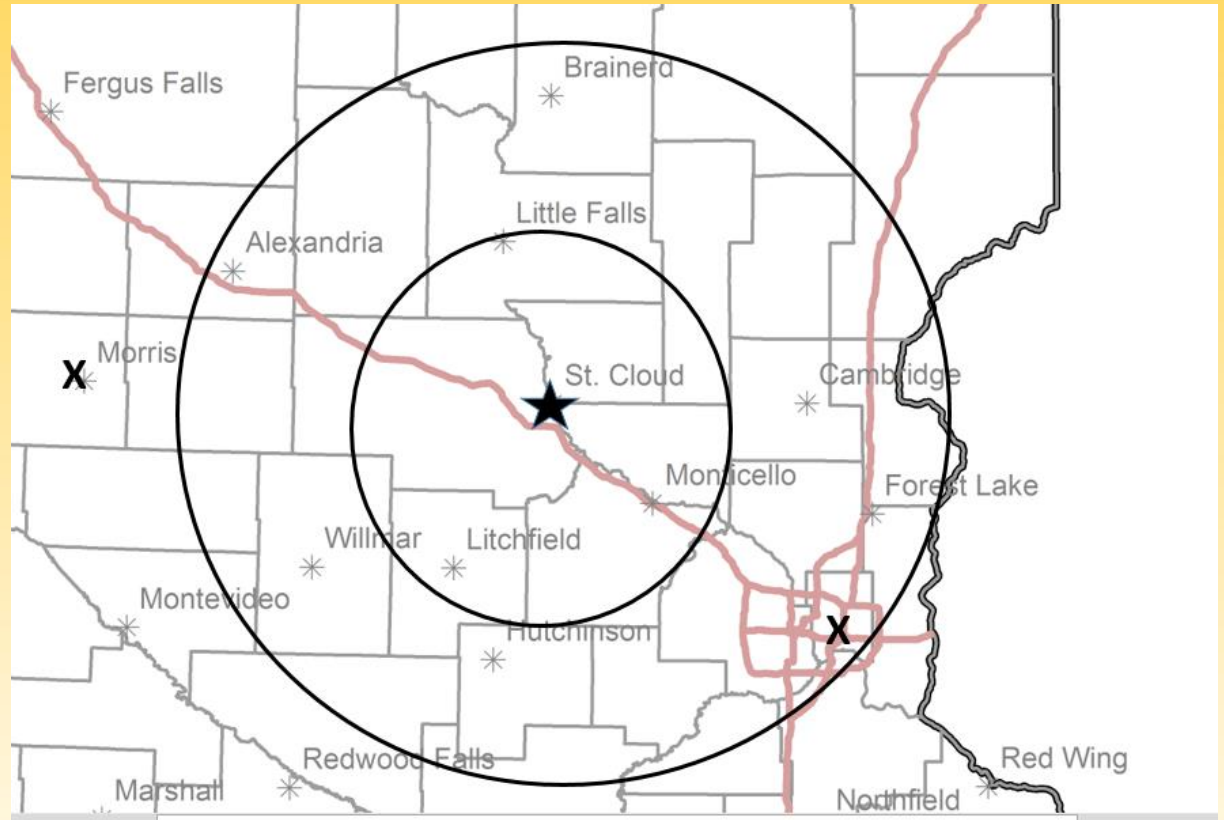 Brainerd
Fergus Falls
Little Falls
Alexandria
Morris
X
St. Cloud
Cambridge
Monticello
Forest Lake
Willmar
Litchfield
Montevideo
Hutchinson
X
Redwood Falls
Red Wing
Marshall
Northfield